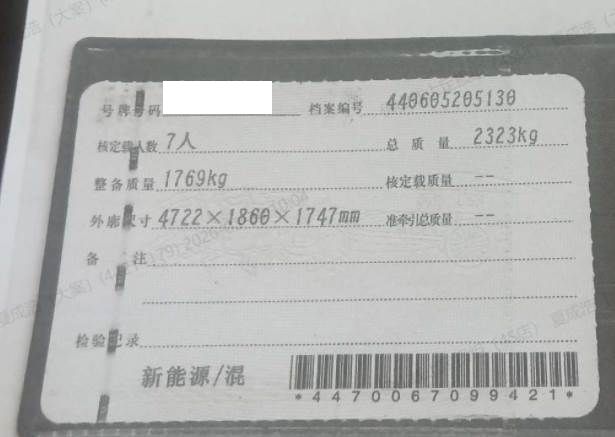 号牌号码 档案编号 440605205130
核定载人数 7人 总质量 2323kg
整备质量 1769kg 核定载质量 --
外廓尺寸 4722×1860×1747mm 准牵引总质量 --
备注
检验记录
新能源/混
*4470067099421*